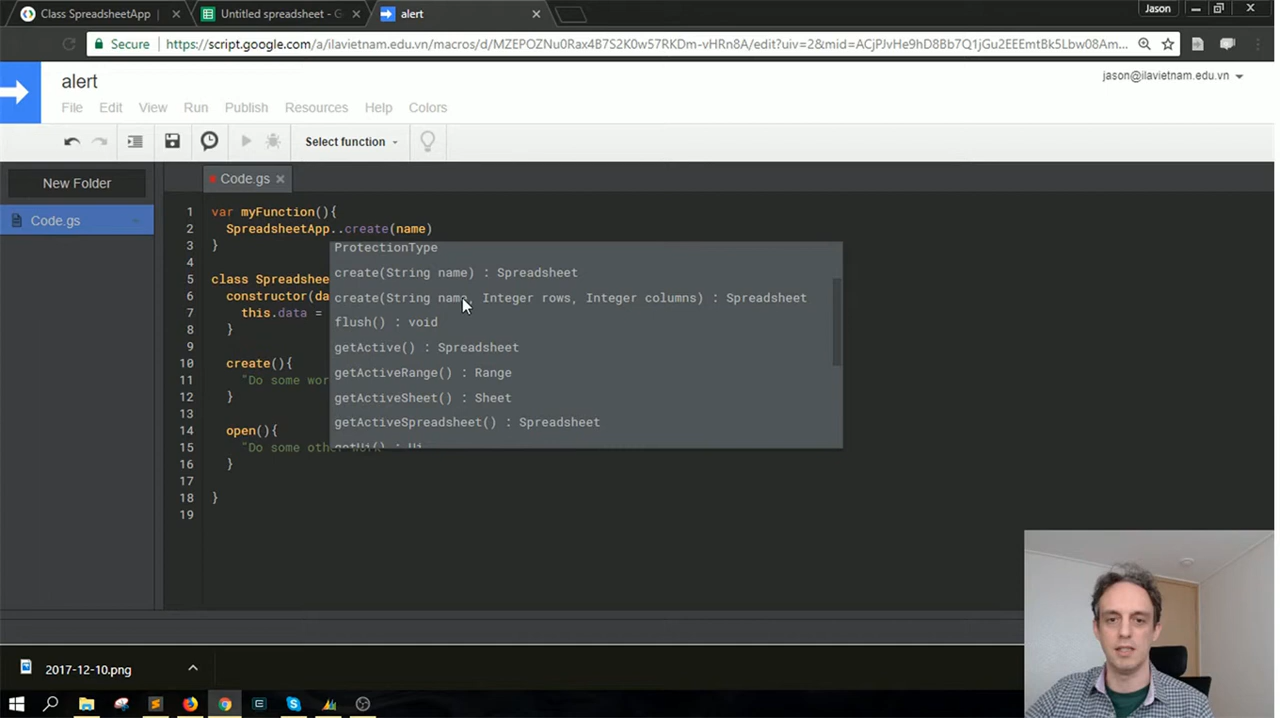 Class SpreadsheetApp
Untitled spreadsheet - G
alert
Jason
Secure
https://script.google.com/a/ilavietnam.edu.vn/macros/d/MZEPOZNu0Rax4B7S2K0w57RKDm-vHRn8A/edit?uiv=2&mid=ACjPJvHe9hD8Bb7Q1jGu2EEEmtBk5Lbw08Am...
alert
jason@ilavietnam.edu.vn
File Edit View Run Publish Resources Help Colors
Select function
New Folder
Code.gs
Code.gs
1 var myFunction(){
2 SpreadsheetApp..create(name)
3 }
4
5 class Spreadshee
6 constructor(da
7 this.data =
8 }
9
10 create(){
11 "Do some wor
12 }
13
14 open(){
15 "Do some other work"
16 }
17
18 }
19
ProtectionType
create(String name) : Spreadsheet
create(String name, Integer rows, Integer columns) : Spreadsheet
flush() : void
getActive() : Spreadsheet
getActiveRange() : Range
getActiveSheet() : Sheet
getActiveSpreadsheet() : Spreadsheet
getUi() : Ui
2017-12-10.png